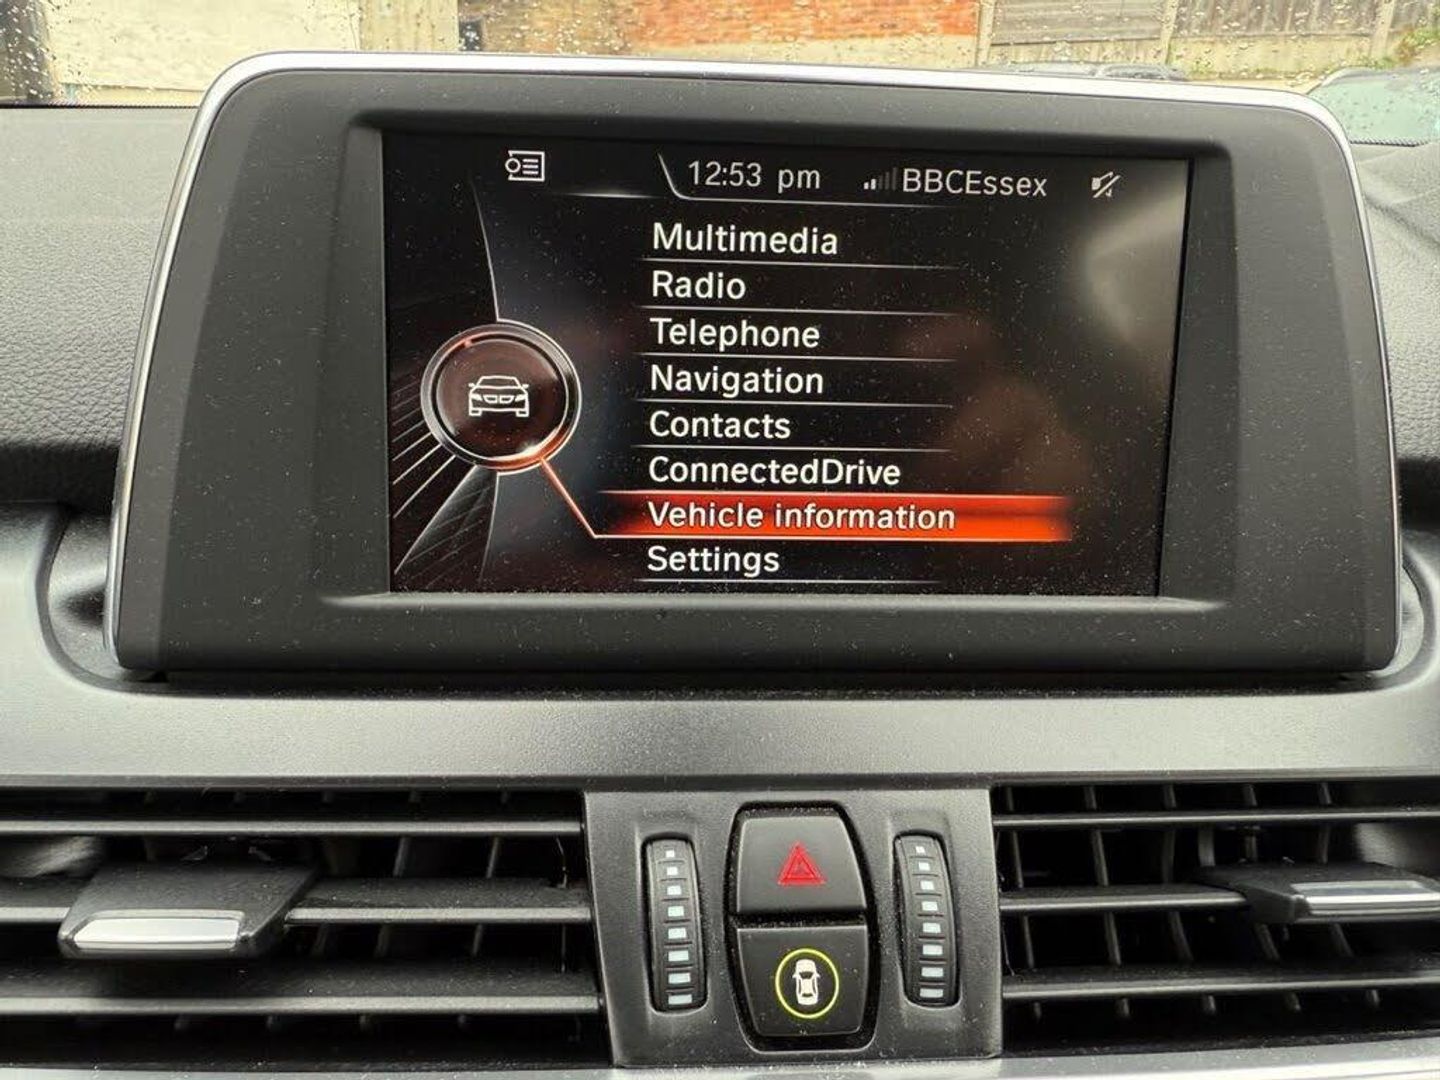 12:53 pm BBCEssex
Multimedia
Radio
Telephone
Navigation
Contacts
ConnectedDrive
Vehicle information
Settings